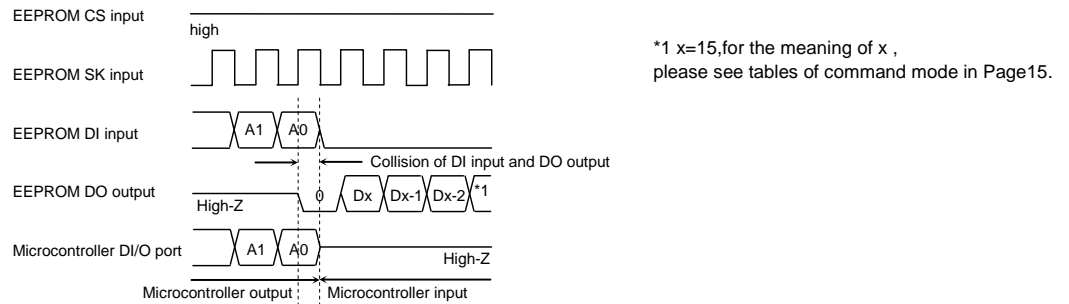 EEPROM CS input
high
*1 x=15,for the meaning of x ,
please see tables of command mode in Page15.
EEPROM SK input
EEPROM DI input
A1 A0
Collision of DI input and DO output
EEPROM DO output
High-Z
0 Dx Dx-1 Dx-2 *1
Microcontroller DI/O port
A1 A0
High-Z
Microcontroller output Microcontroller input